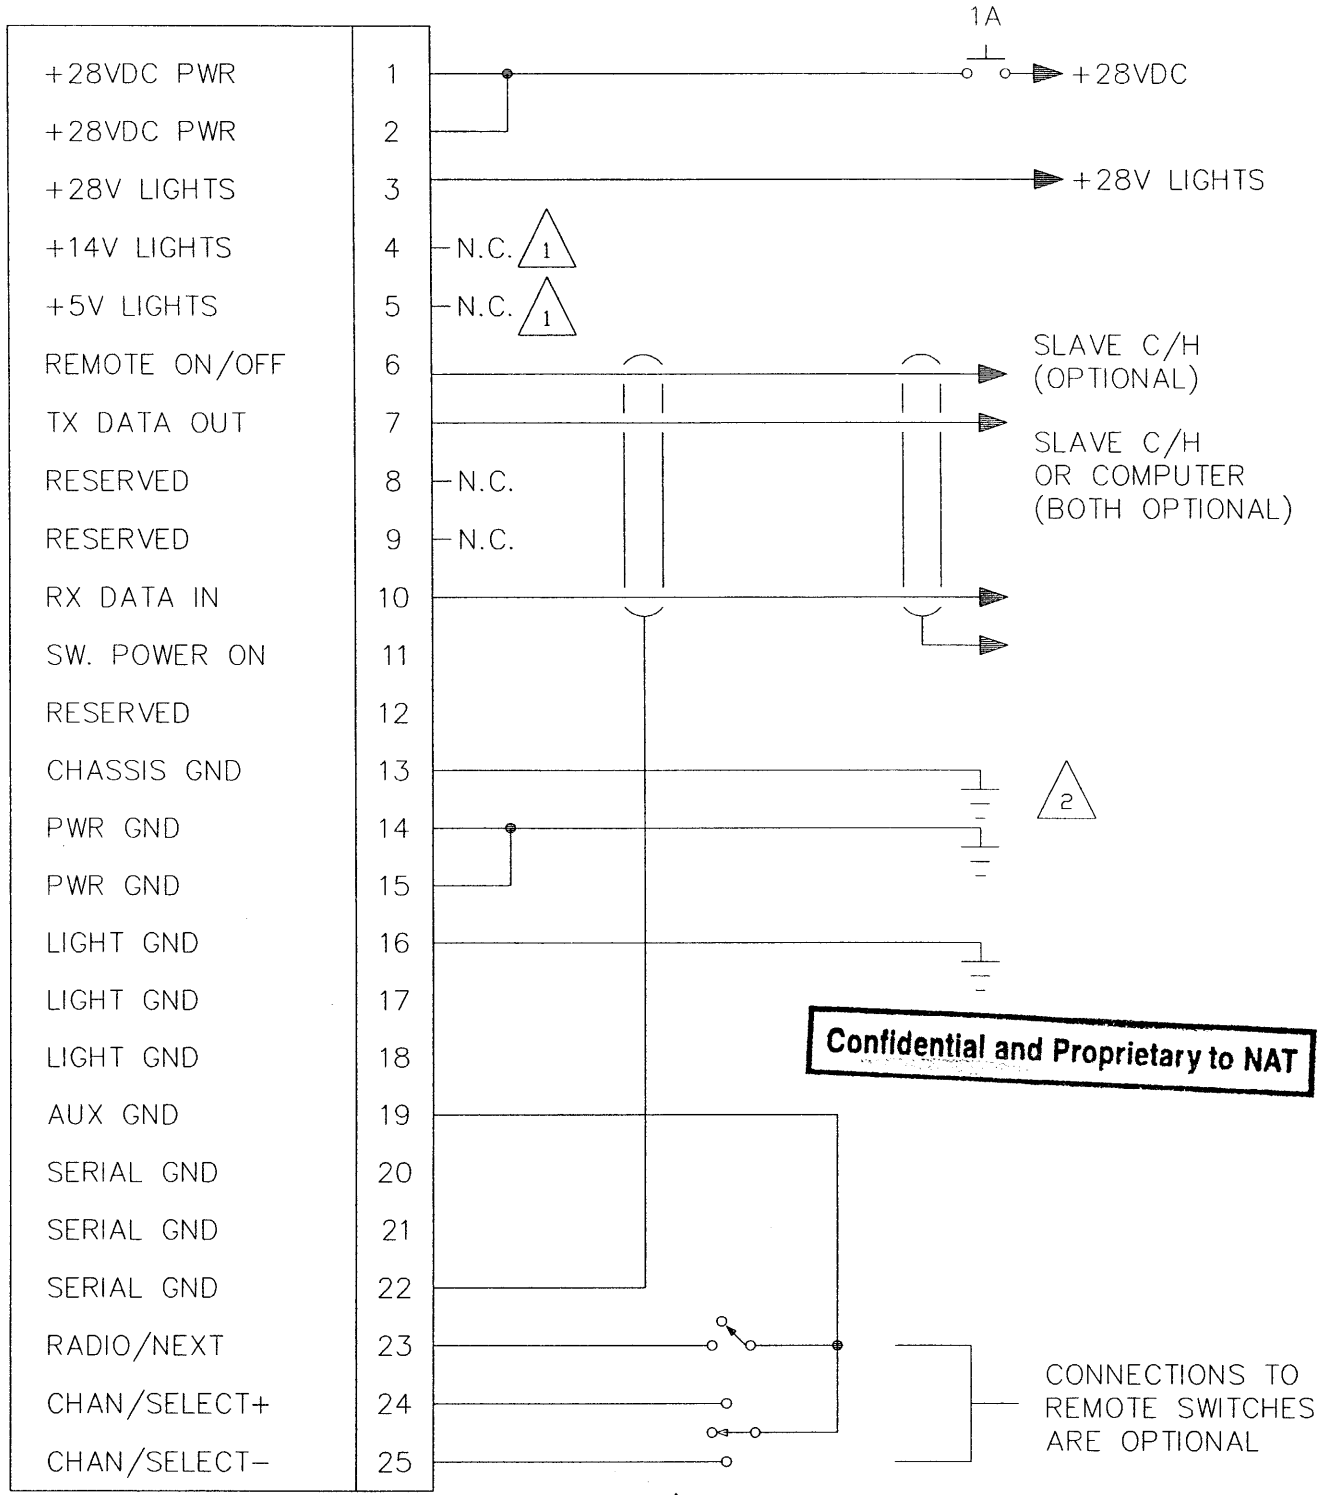 1A
+28VDC PWR 1 +28VDC
+28VDC PWR 2
+28V LIGHTS 3 +28V LIGHTS
+14V LIGHTS 4 N.C. 1
+5V LIGHTS 5 N.C. 1
REMOTE ON/OFF 6
SLAVE C/H
(OPTIONAL)
TX DATA OUT 7
SLAVE C/H
OR COMPUTER
(BOTH OPTIONAL)
RESERVED 8 N.C.
RESERVED 9 N.C.
RX DATA IN 10
SW. POWER ON 11
RESERVED 12
CHASSIS GND 13 2
PWR GND 14
PWR GND 15
LIGHT GND 16
LIGHT GND 17
LIGHT GND 18
Confidential and Proprietary to NAT
AUX GND 19
SERIAL GND 20
SERIAL GND 21
SERIAL GND 22
RADIO/NEXT 23
CHAN/SELECT+ 24
CHAN/SELECT- 25
CONNECTIONS TO
REMOTE SWITCHES
ARE OPTIONAL